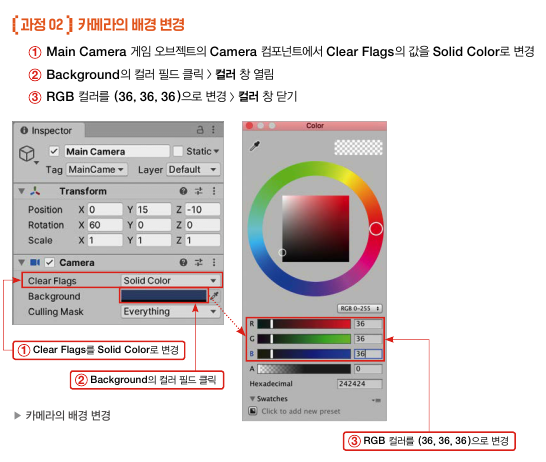 [과정 02] 카메라의 배경 변경
① Main Camera 게임 오브젝트의 Camera 컴포넌트에서 Clear Flags의 값을 Solid Color로 변경
② Background의 컬러 필드 클릭 > 컬러 창 열림
③ RGB 컬러를 (36, 36, 36)으로 변경 > 컬러 창 닫기
Inspector
Main Camera Static
Tag MainCame Layer Default
Transform
Position X 0 Y 15 Z -10
Rotation X 60 Y 0 Z 0
Scale X 1 Y 1 Z 1
Camera
Clear Flags Solid Color
Background
Culling Mask Everything
① Clear Flags를 Solid Color로 변경
② Background의 컬러 필드 클릭
▶ 카메라의 배경 변경
Color
RGB 0-255
R 36
G 36
B 36
A 0
Hexadecimal 242424
Swatches
Click to add new preset
③ RGB 컬러를 (36, 36, 36)으로 변경